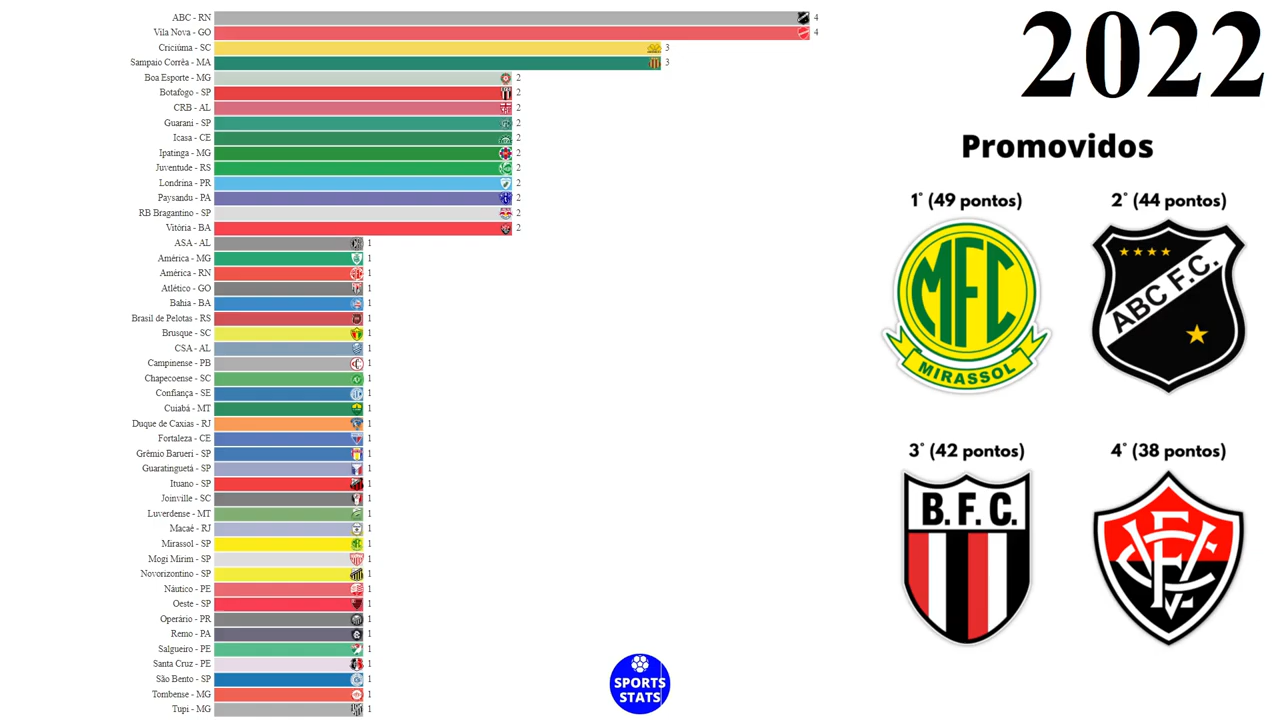 ABC - RN 4
Vila Nova - GO 4
Criciúma - SC 3
Sampaio Corrêa - MA 3
Boa Esporte - MG 2
Botafogo - SP 2
CRB - AL 2
Guarani - SP 2
Icasa - CE 2
Ipatinga - MG 2
Juventude - RS 2
Londrina - PR 2
Paysandu - PA 2
RB Bragantino - SP 2
Vitória - BA 2
ASA - AL 1
América - MG 1
América - RN 1
Atlético - GO 1
Bahia - BA 1
Brasil de Pelotas - RS 1
Brusque - SC 1
CSA - AL 1
Campinense - PB 1
Chapecoense - SC 1
Confiança - SE 1
Cuiabá - MT 1
Duque de Caxias - RJ 1
Fortaleza - CE 1
Grêmio Barueri - SP 1
Guaratinguetá - SP 1
Ituano - SP 1
Joinville - SC 1
Luverdense - MT 1
Macaé - RJ 1
Mirassol - SP 1
Mogi Mirim - SP 1
Novorizontino - SP 1
Náutico - PE 1
Oeste - SP 1
Operário - PR 1
Remo - PA 1
Salgueiro - PE 1
Santa Cruz - PE 1
São Bento - SP 1
Tombense - MG 1
Tupi - MG 1
2022
Promovidos
1° (49 pontos)
2° (44 pontos)
MFC
MIRASSOL
ABC F.C.
3° (42 pontos)
4° (38 pontos)
B. F. C.
SPORTS
STATS